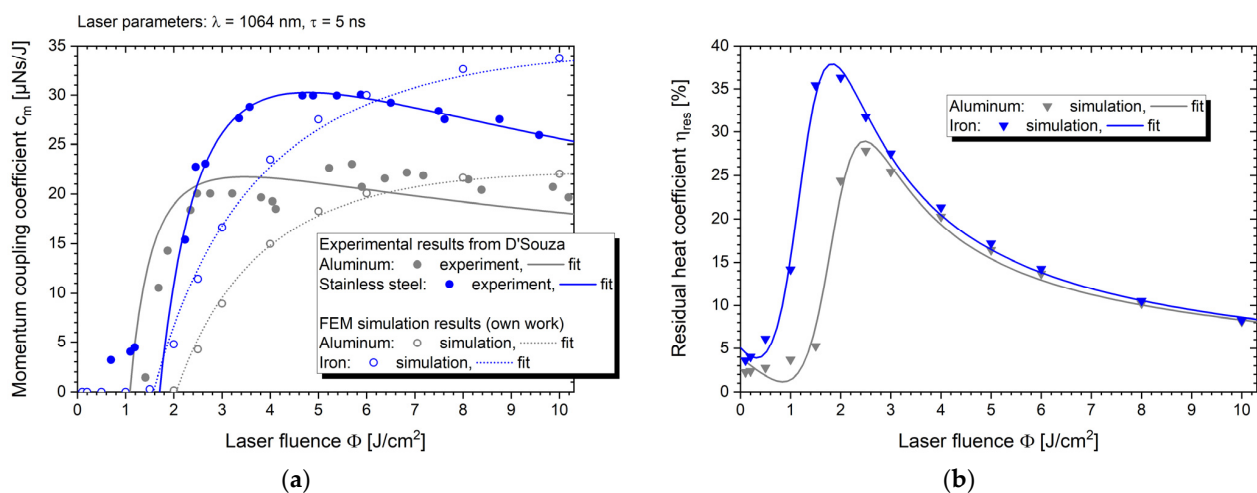 Laser parameters: λ = 1064 nm, τ = 5 ns
Momentum coupling coefficient cₘ [µNs/J]
35
30
25
20
15
10
5
0
Experimental results from D'Souza
Aluminum: experiment, fit
Stainless steel: experiment, fit
FEM simulation results (own work)
Aluminum: simulation, fit
Iron: simulation, fit
0 1 2 3 4 5 6 7 8 9 10
Laser fluence Φ [J/cm²]
(a)
Residual heat coefficient ηres [%]
40
35
30
25
20
15
10
5
0
Aluminum: simulation, fit
Iron: simulation, fit
0 1 2 3 4 5 6 7 8 9 10
Laser fluence Φ [J/cm²]
(b)